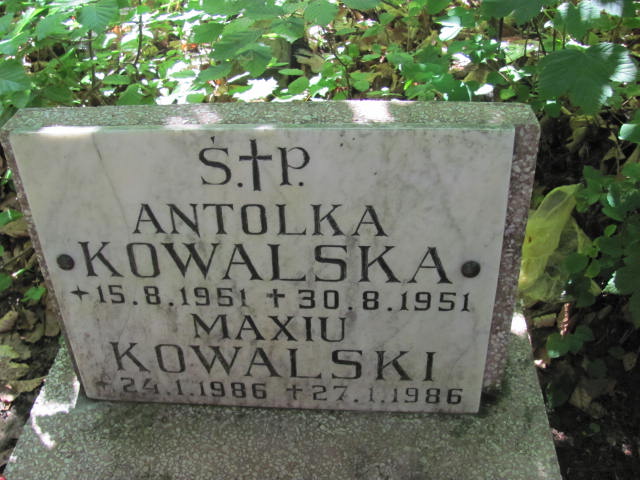 Ś.✝P.
ANTOLKA
•KOWALSKA•
+15.8.1951 +30.8.1951
MAXIU
KOWALSKI
+24.1.1986 +27.1.1986